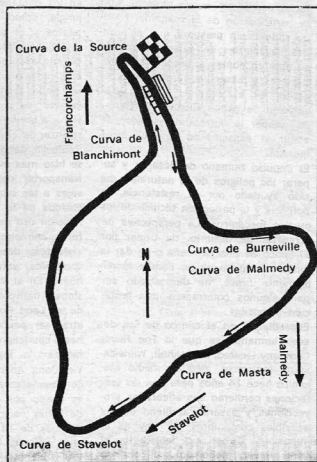 Curva de la Source
Francorchamps
Curva de
Blanchimont
N
Curva de Burneville
Curva de Malmedy
Malmedy
Curva de Masta
Stavelot
Curva de Stavelot